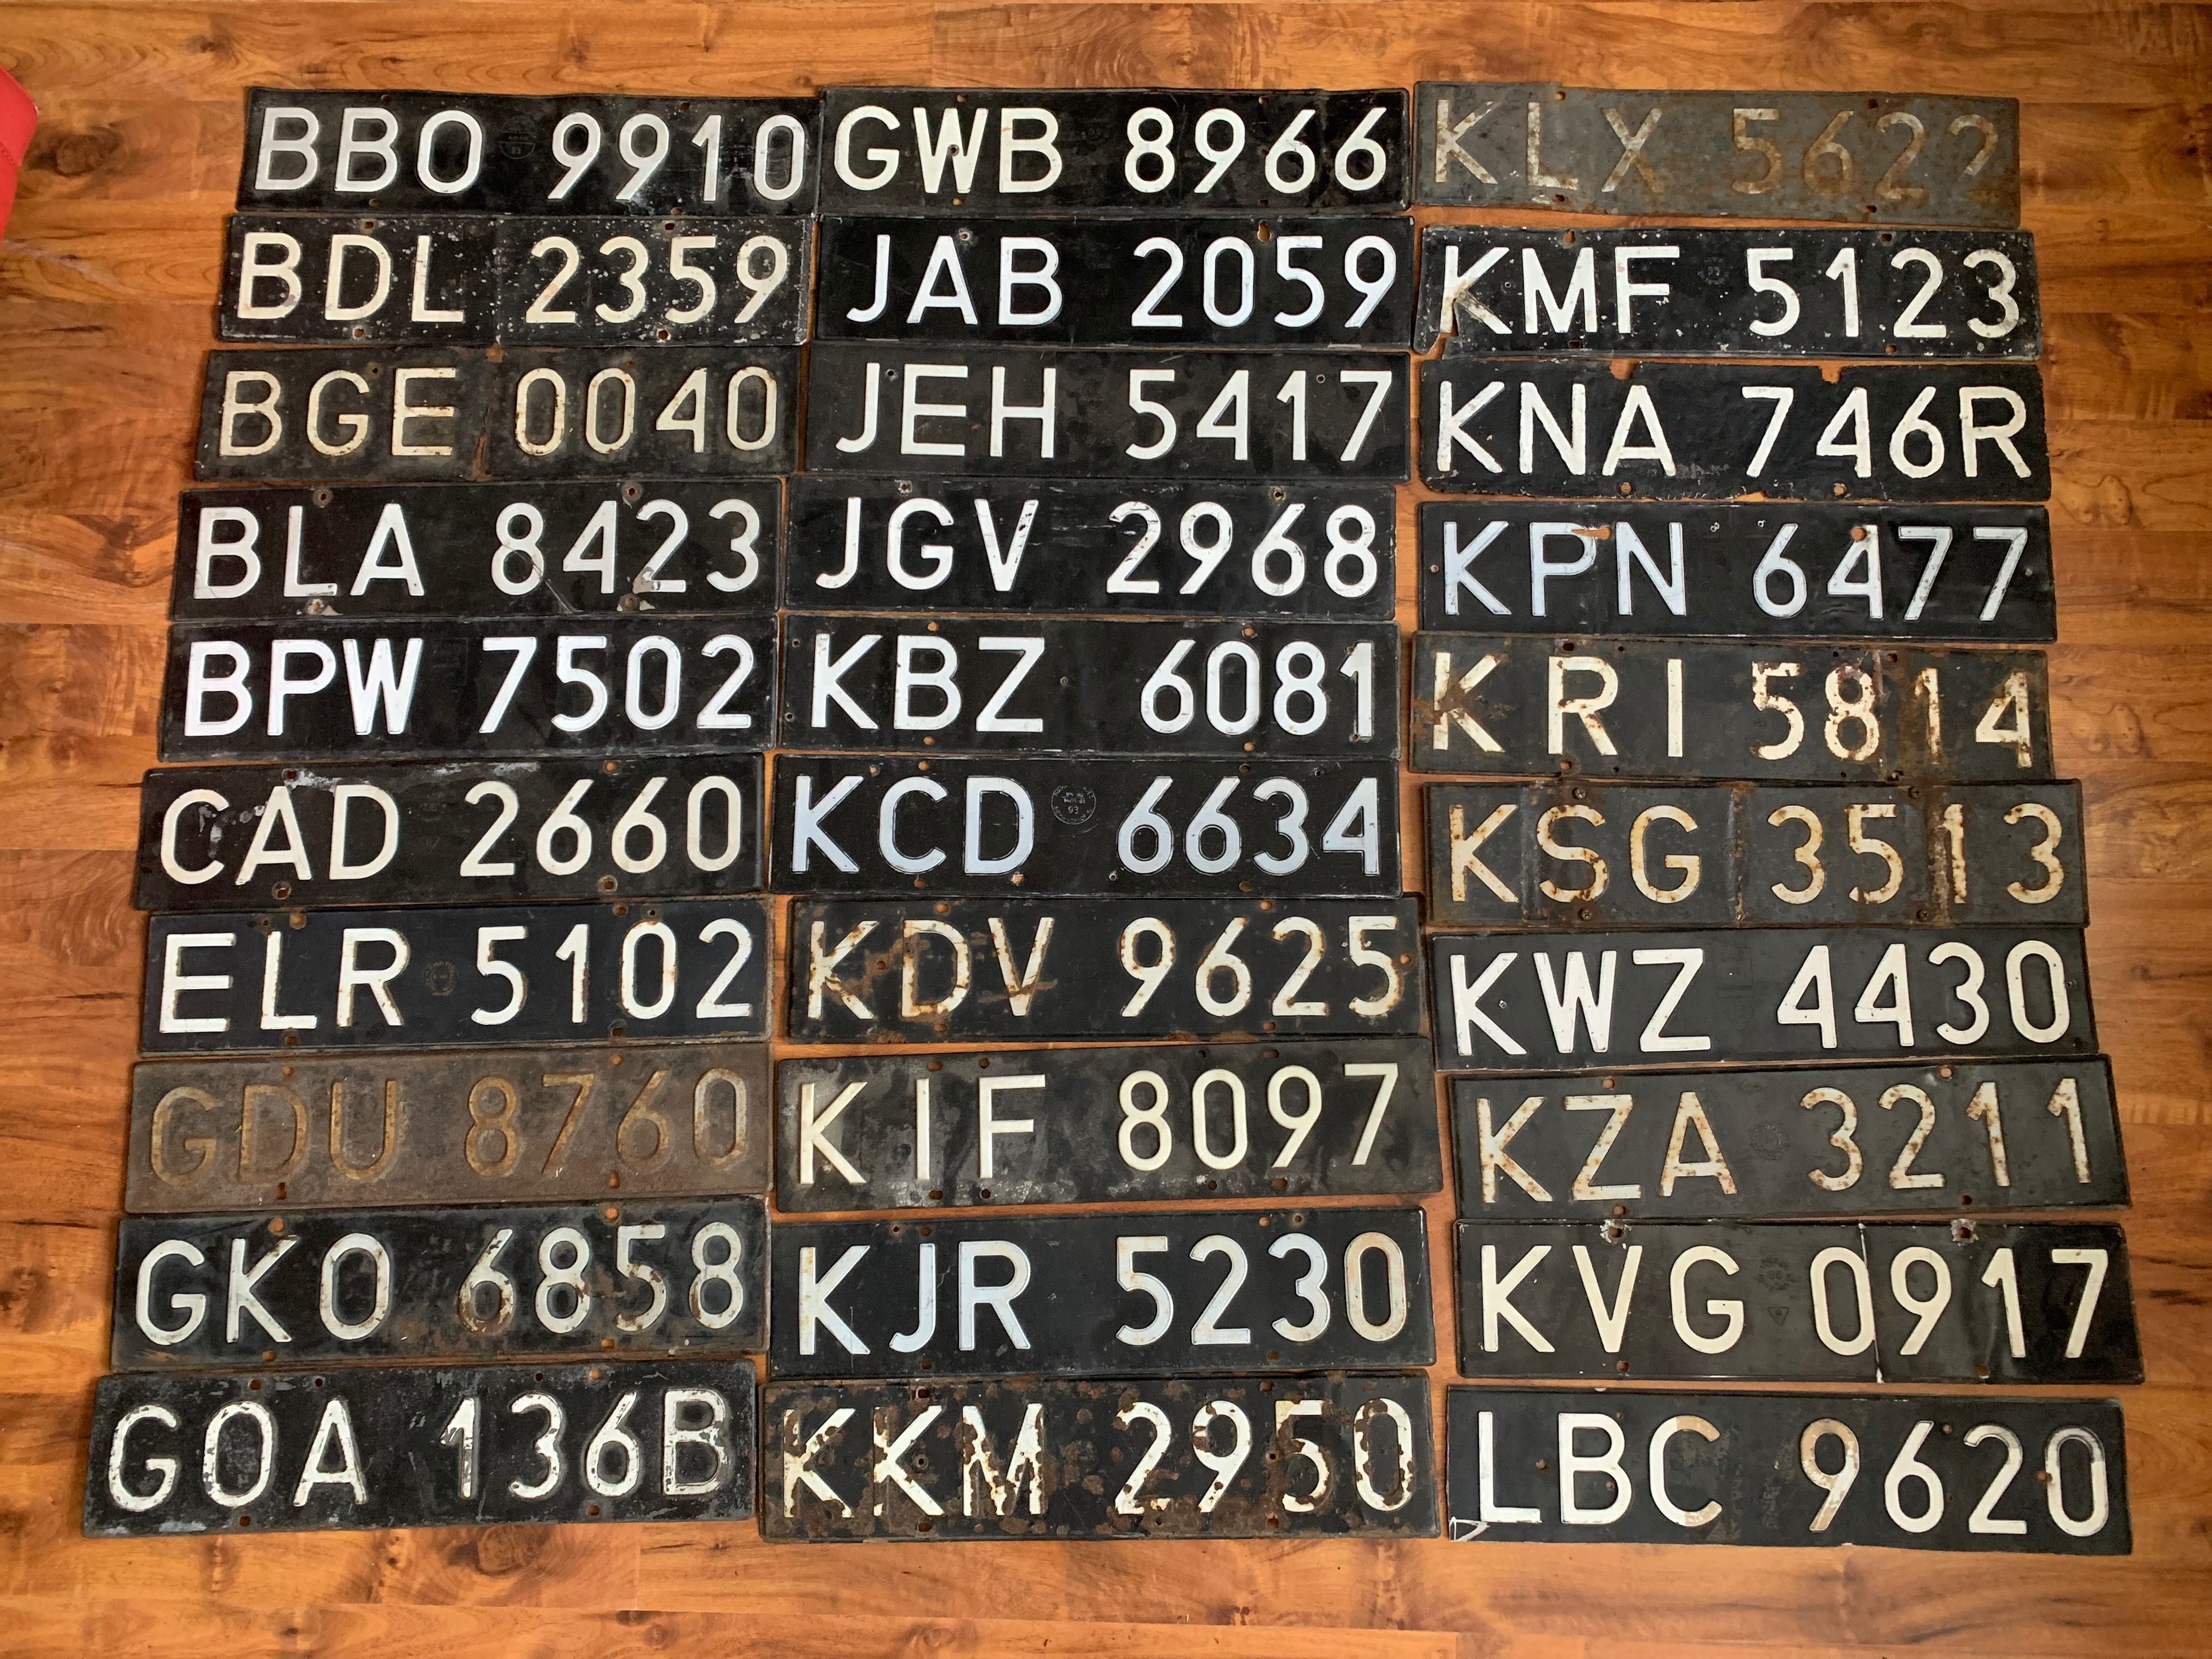 BBO 9910
BDL 2359
BGE 0040
BLA 8423
BPW 7502
CAD 2660
ELR 5102
GDU 8760
GKO 6858
GOA 136B
GWB 8966
JAB 2059
JEH 5417
JGV 2968
KBZ 6081
KCD 6634
KDV 9625
KIF 8097
KJR 5230
KKM 2950
KLX 5622
KMF 5123
KNA 746R
KPN 6477
KRI 5814
KSG 3513
KWZ 4430
KZA 3211
KVG 0917
LBC 9620